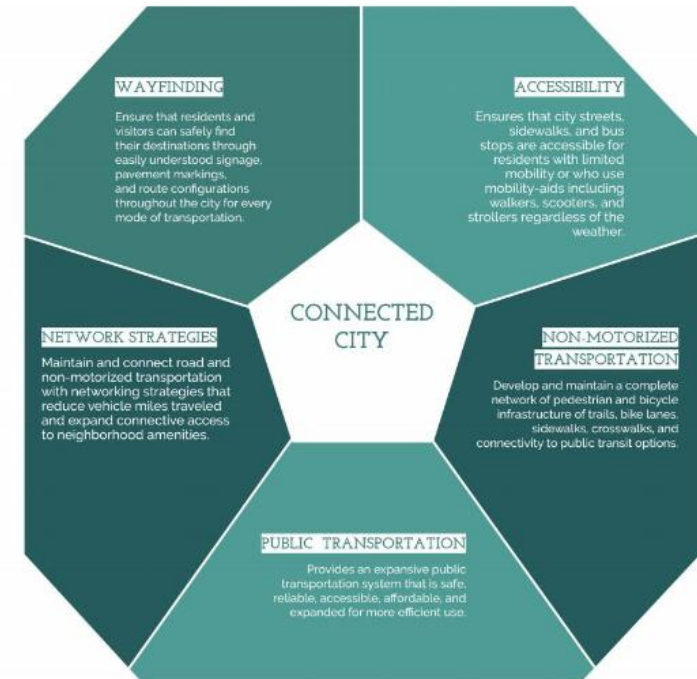 WAYFINDING
Ensure that residents and
visitors can safely find
their destinations through
easily understood signage,
pavement markings,
and route configurations
throughout the city for every
mode of transportation.
ACCESSIBILITY
Ensures that city streets,
sidewalks, and bus
stops are accessible for
residents with limited
mobility or who use
mobility-aids including
walkers, scooters, and
strollers regardless of the
weather.
CONNECTED
CITY
NETWORK STRATEGIES
Maintain and connect road and
non-motorized transportation
with networking strategies that
reduce vehicle miles traveled
and expand connective access
to neighborhood amenities.
NON-MOTORIZED
TRANSPORTATION
Develop and maintain a complete
network of pedestrian and bicycle
infrastructure of trails, bike lanes,
sidewalks, crosswalks, and
connectivity to public transit options.
PUBLIC TRANSPORTATION
Provides an expansive public
transportation system that is safe,
reliable, accessible, affordable, and
expanded for more efficient use.